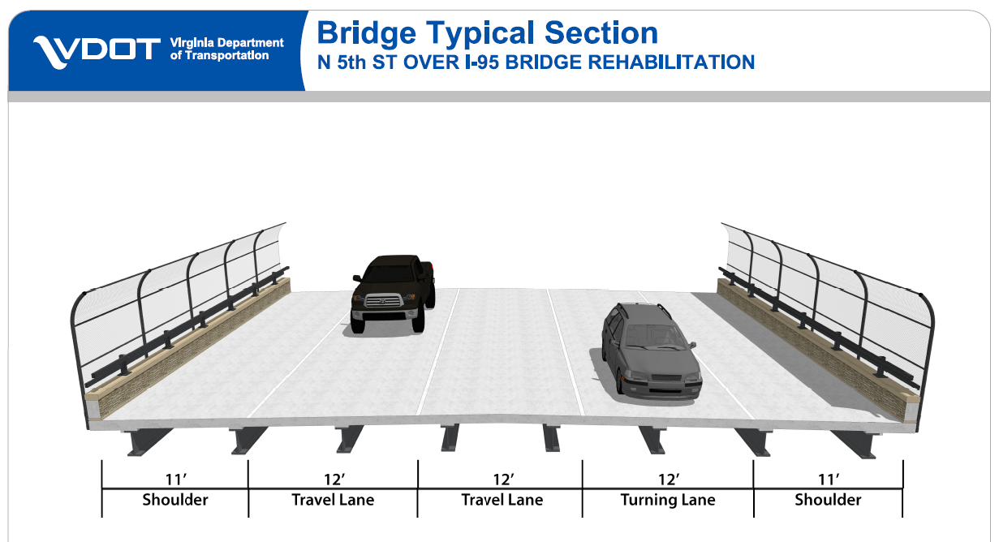 VDOT
Virginia Department
of Transportation
Bridge Typical Section
N 5th ST OVER I-95 BRIDGE REHABILITATION
11’ 12’ 12’ 12’ 11’
Shoulder Travel Lane Travel Lane Turning Lane Shoulder